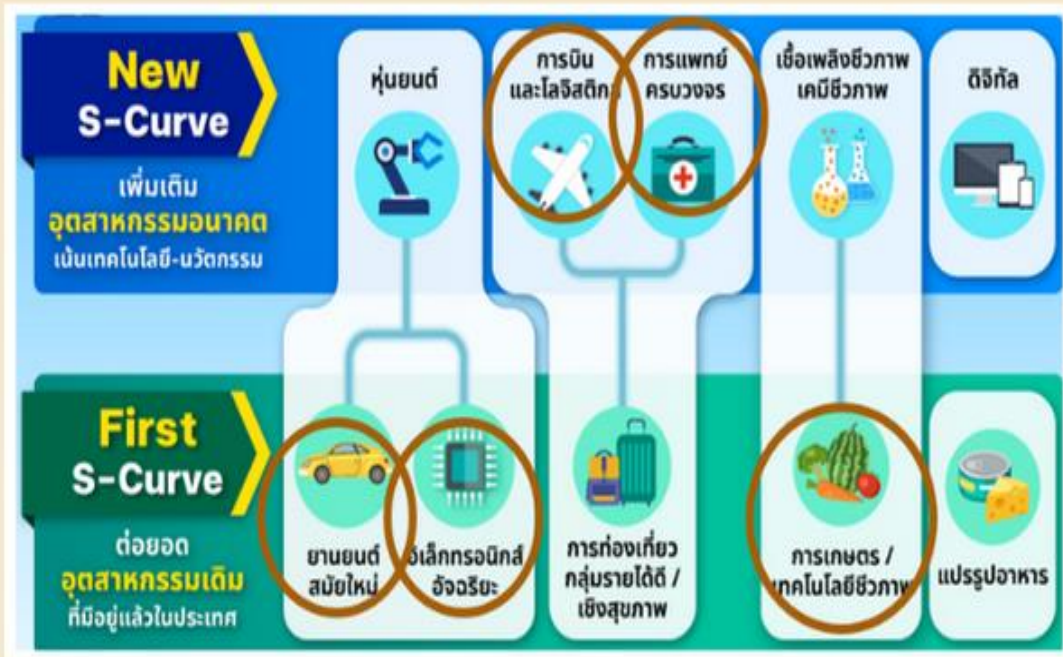 New
S-Curve
เพิ่มเติม
อุตสาหกรรมอนาคต
เน้นเทคโนโลยี-นวัตกรรม
หุ่นยนต์
การบิน
และโลจิสติกส์
การแพทย์
ครบวงจร
เชื้อเพลิงชีวภาพ
เคมีชีวภาพ
ดิจิทัล
First
S-Curve
ต่อยอด
อุตสาหกรรมเดิม
ที่มีอยู่แล้วในประเทศ
ยานยนต์
สมัยใหม่
อิเล็กทรอนิกส์
อัจฉริยะ
การท่องเที่ยว
กลุ่มรายได้ดี /
เชิงสุขภาพ
การเกษตร /
เทคโนโลยีชีวภาพ
แปรรูปอาหาร